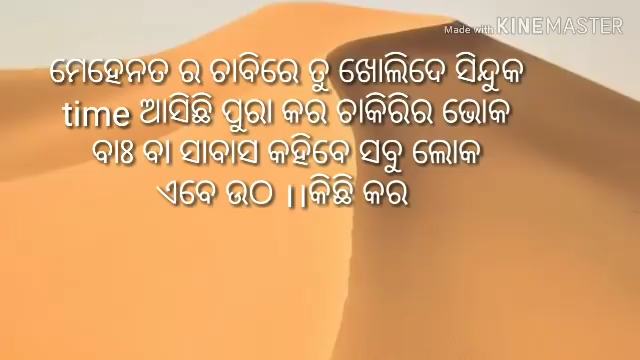 Made with KINEMASTER
ମେହେନତ ର ଚାବିରେ ତୁ ଖୋଲିଦେ ସିନ୍ଦୁକ
time ଆସିଛି ପୁରା କର ଚାକିରିର ଭୋକ
ବାଃ ବା ସାବାସ କହିବେ ସବୁ ଲୋକ
ଏବେ ଉଠ ।।କିଛି କର